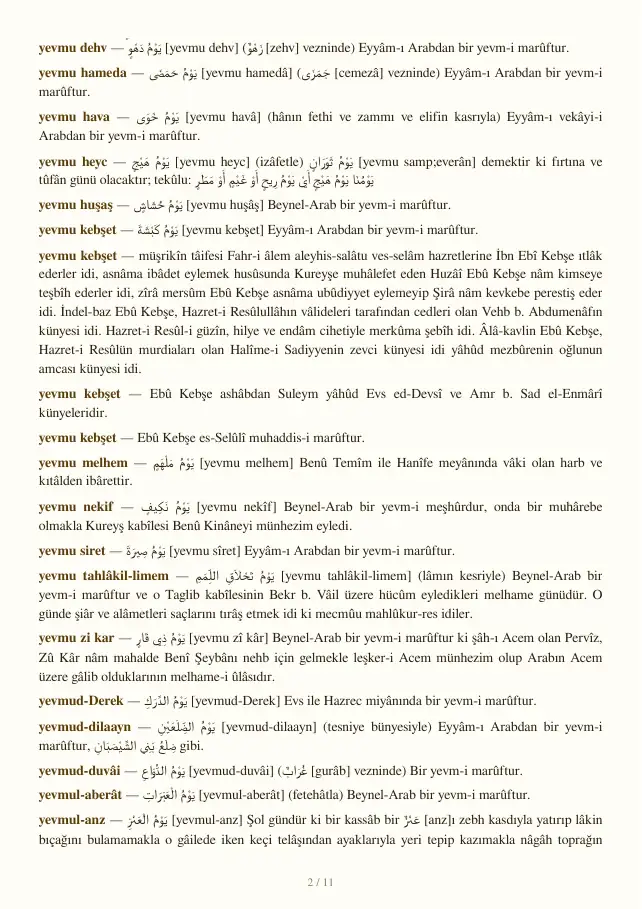 yevmu dehv — يَوْمُ دَهْوٍ [yevmu dehv] (زَهْوٌ [zehv] vezninde) Eyyâm-ı Arabdan bir yevm-i marûftur.
yevmu hameda — يَوْمُ حَمَضٰى [yevmu hamedâ] (جَمَزٰى [cemezâ] vezninde) Eyyâm-ı Arabdan bir yevm-i
marûftur.
yevmu hava — يَوْمُ حُوَى [yevmu havâ] (hânın fethi ve zammı ve elifin kasrıyla) Eyyâm-ı vekâyi-i
Arabdan bir yevm-i marûftur.
yevmu heyc — يَوْمُ هَيْجٍ [yevmu heyc] (izâfetle) يَوْمُ ثَوَرَانٍ [yevmu samp;everân] demektir ki fırtına ve
tûfân günü olacaktır; tekûlu: يَوْمُنَا يَوْمُ هَيْجٍ أَيْ يَوْمُ رِيحٍ أَوْ غَيْمٍ أَوْ مَطَرٍ
yevmu huşaş — يَوْمُ حُشَاشٍ [yevmu huşâş] Beynel-Arab bir yevm-i marûftur.
yevmu kebşet — يَوْمُ كَبْشَةَ [yevmu kebşet] Eyyâm-ı Arabdan bir yevm-i marûftur.
yevmu kebşet — müşrikîn tâifesi Fahr-i âlem aleyhis-salâtu ves-selâm hazretlerine İbn Ebî Kebşe ıtlâk
ederler idi, asnâma ibâdet eylemek husûsunda Kureyşe muhâlefet eden Huzâî Ebû Kebşe nâm kimseye
teşbîh ederler idi, zîrâ mersûm Ebû Kebşe asnama ubûdiyyet eylemeyip Şirâ nâm kevkebe perestiş eder
idi. İndel-baz Ebû Kebşe, Hazret-i Resûlullâhın vâlideleri tarafından cedleri olan Vehb b. Abdumenâfın
künyesi idi. Hazret-i Resûl-i güzîn, hilye ve endâm cihetiyle merkûma şebîh idi. Âlâ-kavlin Ebû Kebşe,
Hazret-i Resûlün murdiaları olan Halîme-i Sadiyyenin zevci künyesi idi yâhûd mezbûrenin oğlunun
amcası künyesi idi.
yevmu kebşet — Ebû Kebşe ashâbdan Suleym yâhûd Evs ed-Devsî ve Amr b. Sad el-Enmârî
künyeleridir.
yevmu kebşet — Ebû Kebşe es-Selûlî muhaddis-i marûftur.
yevmu melhem — يَوْمُ مَلْهَمٍ [yevmu melhem] Benû Temîm ile Hanîfe meyânında vâki olan harb ve
kıtâlden ibârettir.
yevmu nekif — يَوْمُ نَكِيفٍ [yevmu nekîf] Beynel-Arab bir yevm-i meşhûrdur, onda bir muhârebe
olmakla Kureyş kabîlesi Benû Kinâneyi münhezim eyledi.
yevmu siret — يَوْمُ صِيرَةَ [yevmu sîret] Eyyâm-ı Arabdan bir yevm-i marûftur.
yevmu tahlâkil-limem — يَوْمُ تَحْلَاقِ اللِّمَمِ [yevmu tahlâkil-limem] (lâmın kesriyle) Beynel-Arab bir
yevm-i marûftur ve o Taglib kabîlesinin Bekr b. Vâil üzere hücûm eyledikleri melhame günüdür. O
günde şiâr ve alâmetleri saçlarını tırâş etmek idi ki mecmûu mahlûkur-res idiler.
yevmu zi kar — يَوْمُ ذِي قَارٍ [yevmu zî kâr] Beynel-Arab bir yevm-i marûftur ki şâh-ı Acem olan Pervîz,
Zû Kâr nâm mahalde Benî Şeybânı nehb için gelmekle leşker-i Acem münhezim olup Arabın Acem
üzere gâlib olduklarının melhame-i ûlâsıdır.
yevmud-Derek — يَوْمُ الدَّرَكِ [yevmud-Derek] Evs ile Hazrec miyânında bir yevm-i marûftur.
yevmud-dilaayn — يَوْمُ الضِّلَعَيْنِ [yevmud-dilaayn] (tesniye bünyesiyle) Eyyâm-ı Arabdan bir yevm-i
marûftur, ضِلَعُ بَنِي الشَّيْصَبَانِ gibi.
yevmud-duvâi — يَوْمُ الدُّوَاعِ [yevmud-duvâi] (غُرَابٌ [gurâb] vezninde) Bir yevm-i marûftur.
yevmul-aberât — يَوْمُ الْعَبَرَاتِ [yevmul-aberât] (fetehâtla) Beynel-Arab bir yevm-i marûftur.
yevmul-anz — يَوْمُ الْعَنْزِ [yevmul-anz] Şol gündür ki bir kassâb bir عَنْزٌ [anz]ı zebh kasdıyla yatırıp lâkin
bıçağını bulamamakla o gâilede iken keçi telâşından ayaklarıyla yeri tepip kazımakla nâgâh toprağın
2 / 11